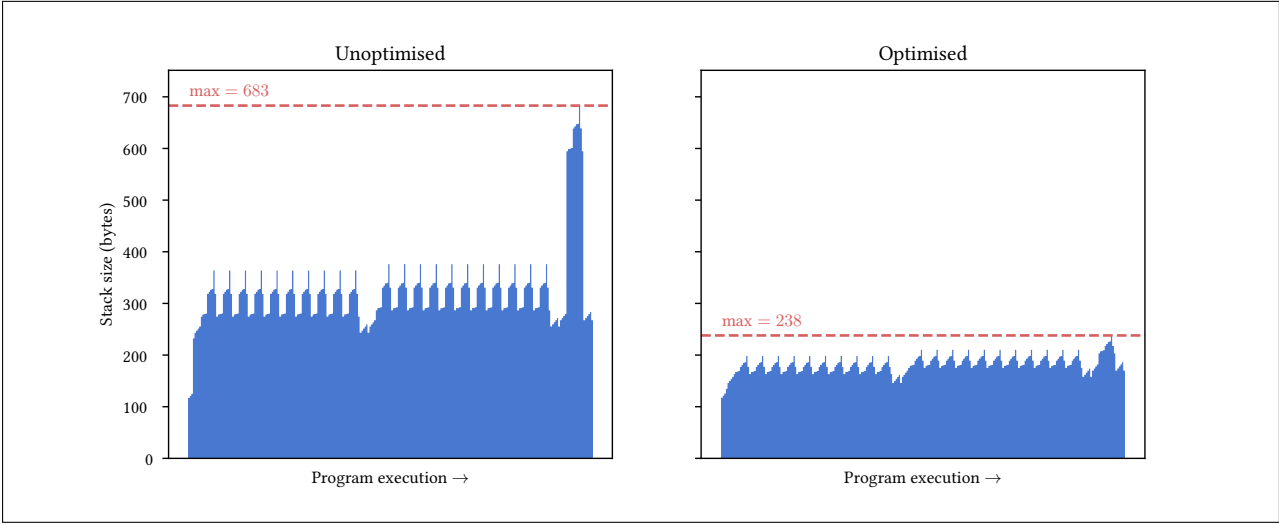 Unoptimised
Optimised
max = 683
max = 238
Stack size (bytes)
700
600
500
400
300
200
100
0
Program execution →
Program execution →